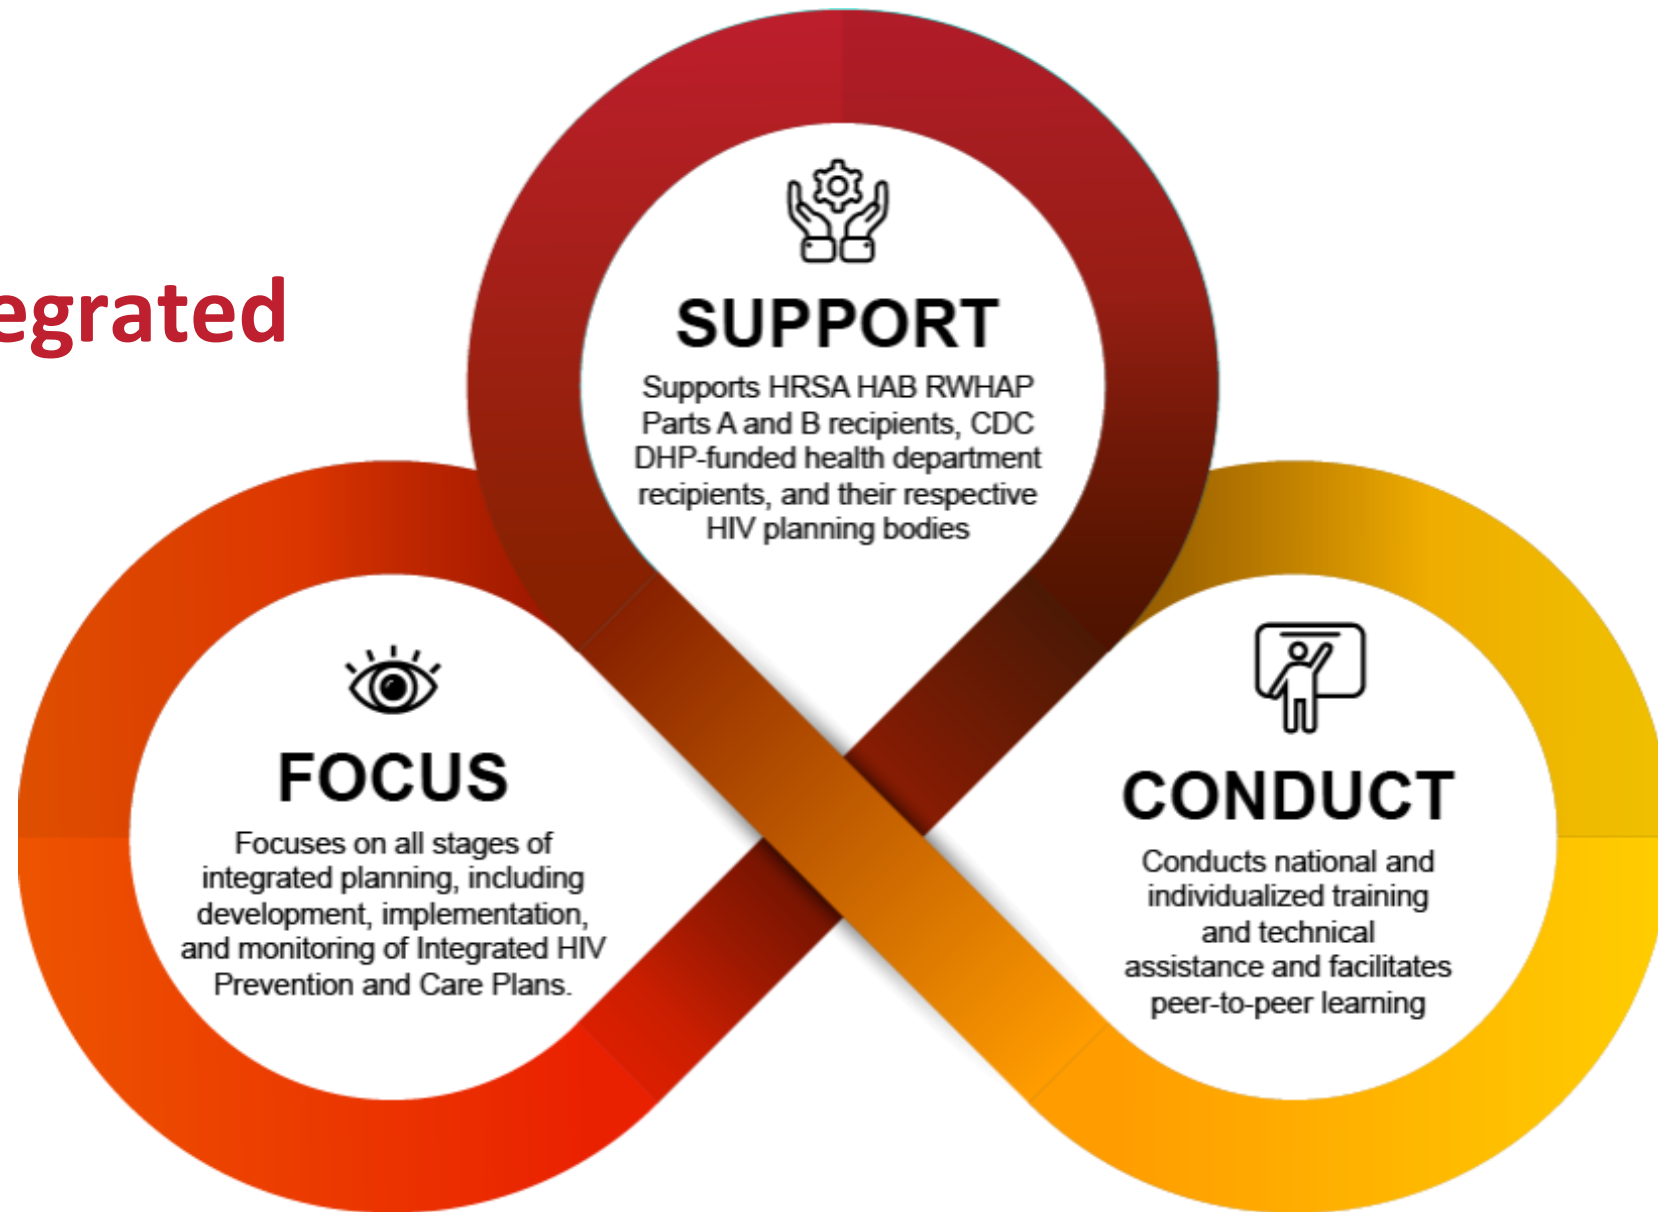 egrated
SUPPORT
Supports HRSA HAB RWHAP
Parts A and B recipients, CDC
DHP-funded health department
recipients, and their respective
HIV planning bodies
FOCUS
Focuses on all stages of
integrated planning, including
development, implementation,
and monitoring of Integrated HIV
Prevention and Care Plans.
CONDUCT
Conducts national and
individualized training
and technical
assistance and facilitates
peer-to-peer learning